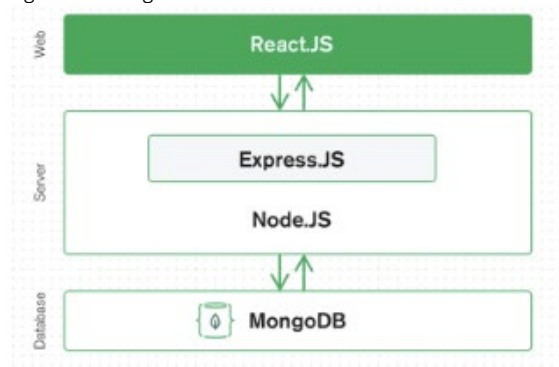 Web
React.JS
Server
Express.JS
Node.JS
Database
MongoDB